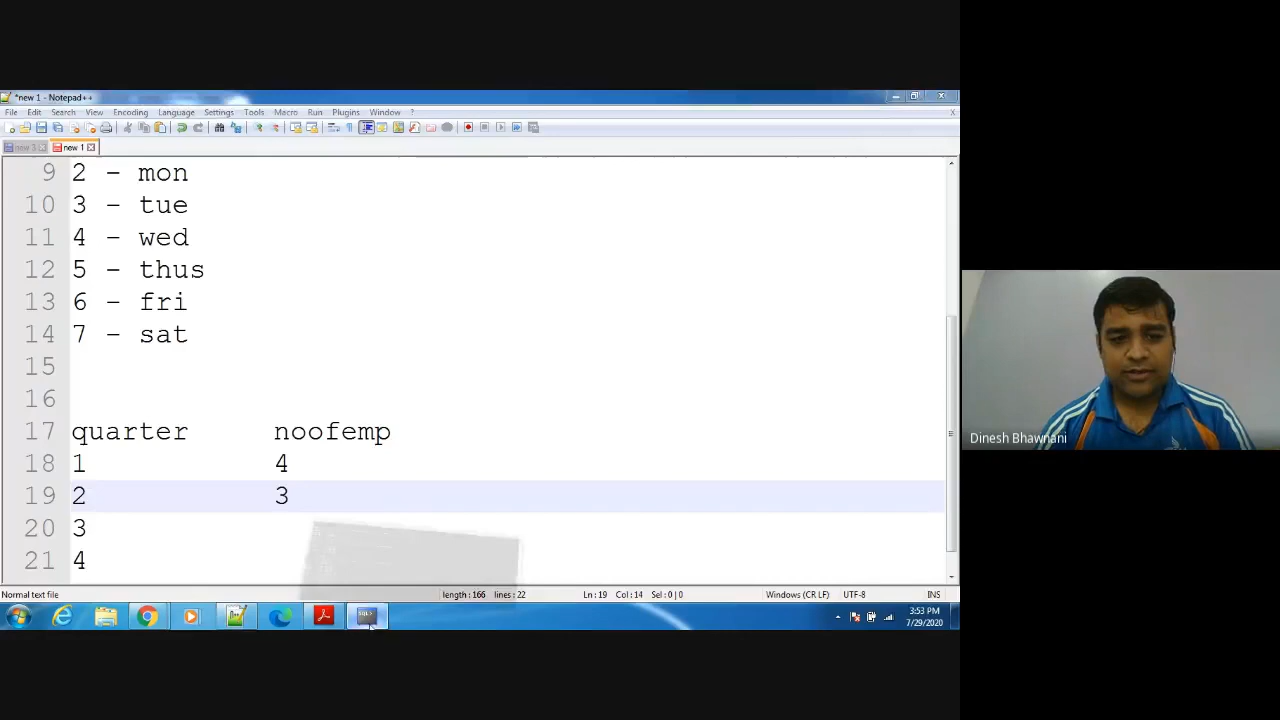 *new 1 - Notepad++
File Edit Search View Encoding Language Settings Tools Macro Run Plugins Window ?
X
new 3 new 1
9 2 - mon
10 3 - tue
11 4 - wed
12 5 - thus
13 6 - fri
14 7 - sat
15
16
17 quarter noofemp
18 1 4
19 2 3
20 3
21 4
Normal text file length : 166 lines : 22 Ln : 19 Col : 14 Sel : 0 | 0 Windows (CR LF) UTF-8 INS
3:53 PM
7/29/2020
Dinesh Bhawnani